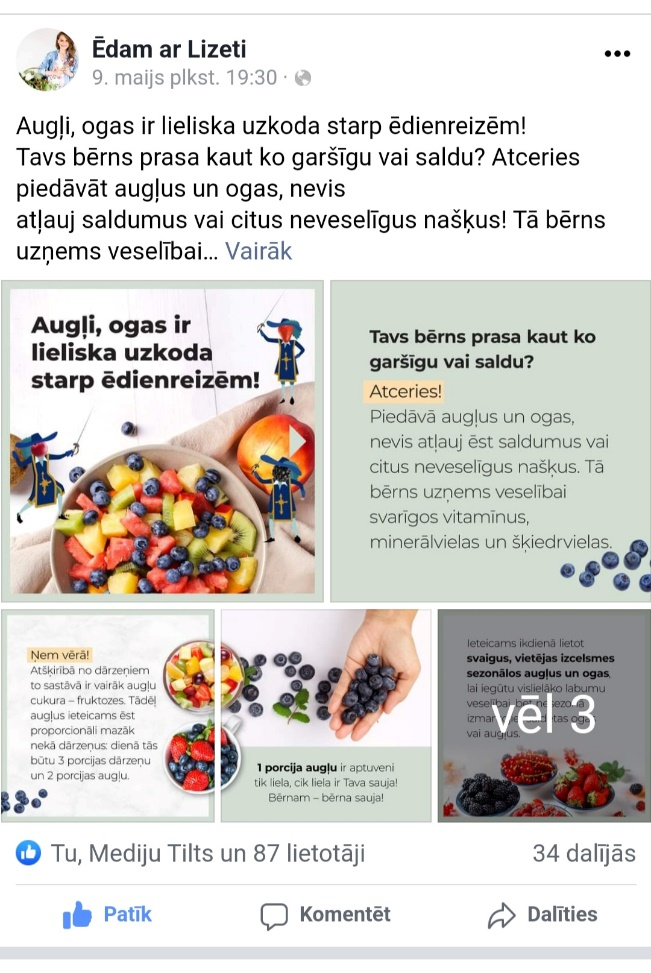 Ēdam ar Lizeti
9. maijs plkst. 19:30 ·
Augļi, ogas ir lieliska uzkoda starp ēdienreizēm!
Tavs bērns prasa kaut ko garšīgu vai saldu? Atceries
piedāvāt augļus un ogas, nevis
atļauj saldumus vai citus neveselīgus našķus! Tā bērns
uzņems veselībai... Vairāk
Augļi, ogas ir
lieliska uzkoda
starp ēdienreizēm!
Tavs bērns prasa kaut ko
garšīgu vai saldu?
Atceries!
Piedāvā augļus un ogas,
nevis atļauj ēst saldumus vai
citus neveselīgus našķus. Tā
bērns uzņems veselībai
svarīgos vitamīnus,
minerālvielas un šķiedrvielas.
Ņem vērā!
Atšķirībā no dārzeņiem
to sastāvā ir vairāk augļu
cukura – fruktozes. Tādēļ
augļus ieteicams ēst
proporcionāli mazāk
nekā dārzeņus: dienā tās
būtu 3 porcijas dārzeņu
un 2 porcijas augļu.
1 porcija augļu ir aptuveni
tik liela, cik liela ir Tava sauja!
Bērnam – bērna sauja!
Ieteicams ikdienā lietot
svaigus, vietējas izcelsmes
sezonālos augļus un ogas,
lai iegūtu vislielāko labumu
veselībai, bet nesezonā
ogas
vai augļus.
vēl 3
Tu, Mediju Tilts un 87 lietotāji
34 dalījās
Patīk
Komentēt
Dalīties